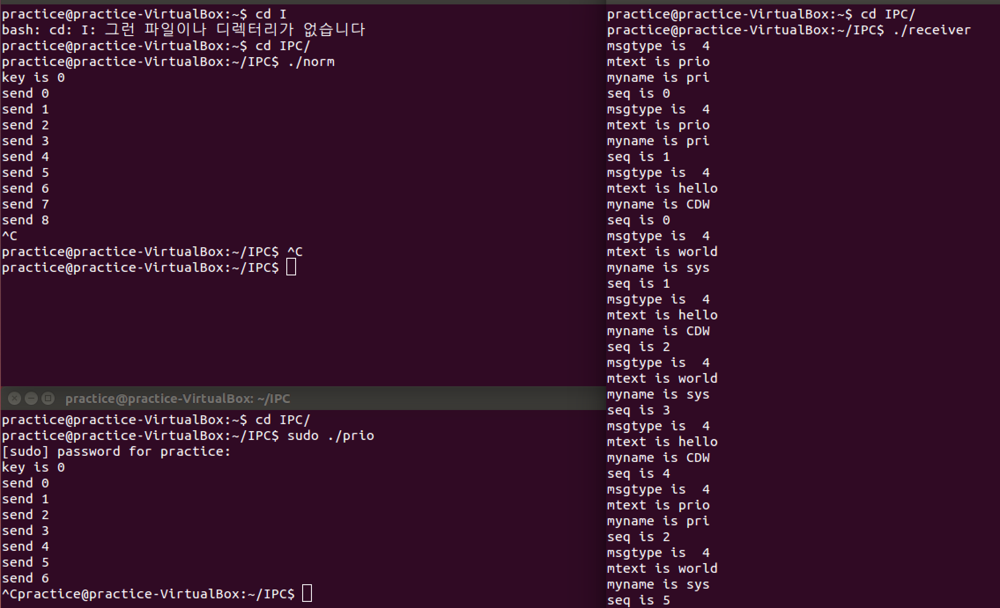 practice@practice-VirtualBox:~$ cd I
bash: cd: I: 그런 파일이나 디렉터리가 없습니다
practice@practice-VirtualBox:~$ cd IPC/
practice@practice-VirtualBox:~/IPC$ ./norm
key is 0
send 0
send 1
send 2
send 3
send 4
send 5
send 6
send 7
send 8
^C
practice@practice-VirtualBox:~/IPC$ ^C
practice@practice-VirtualBox:~/IPC$
practice@practice-VirtualBox: ~/IPC
practice@practice-VirtualBox:~$ cd IPC/
practice@practice-VirtualBox:~/IPC$ sudo ./prio
[sudo] password for practice:
key is 0
send 0
send 1
send 2
send 3
send 4
send 5
send 6
^Cpractice@practice-VirtualBox:~/IPC$
practice@practice-VirtualBox:~$ cd IPC/
practice@practice-VirtualBox:~/IPC$ ./receiver
msgtype is  4
mtext is prio
myname is pri
seq is 0
msgtype is  4
mtext is prio
myname is pri
seq is 1
msgtype is  4
mtext is hello
myname is CDW
seq is 0
msgtype is  4
mtext is world
myname is sys
seq is 1
msgtype is  4
mtext is hello
myname is CDW
seq is 2
msgtype is  4
mtext is world
myname is sys
seq is 3
msgtype is  4
mtext is hello
myname is CDW
seq is 4
msgtype is  4
mtext is prio
myname is pri
seq is 2
msgtype is  4
mtext is world
myname is sys
seq is 5